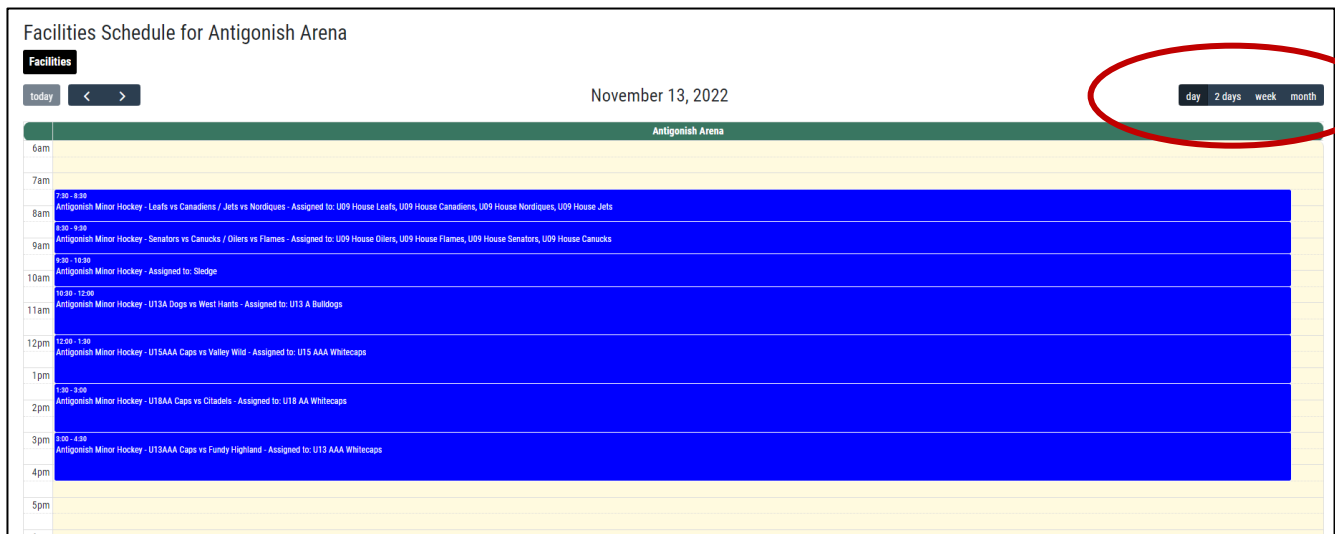 Facilities Schedule for Antigonish Arena
Facilities
today
November 13, 2022
day 2 days week month
Antigonish Arena
6am
7am
7:30 - 8:30
Antigonish Minor Hockey - Leafs vs Canadiens / Jets vs Nordiques - Assigned to: U09 House Leafs, U09 House Canadiens, U09 House Nordiques, U09 House Jets
8am
8:30 - 9:30
Antigonish Minor Hockey - Senators vs Canucks / Oilers vs Flames - Assigned to: U09 House Oilers, U09 House Flames, U09 House Senators, U09 House Canucks
9am
9:30 - 10:30
Antigonish Minor Hockey - Assigned to: Sledge
10am
10:30 - 12:00
Antigonish Minor Hockey - U13A Dogs vs West Hants - Assigned to: U13 A Bulldogs
11am
12pm
12:00 - 1:30
Antigonish Minor Hockey - U15AAA Caps vs Valley Wild - Assigned to: U15 AAA Whitecaps
1pm
1:30 - 3:00
Antigonish Minor Hockey - U18AA Caps vs Citadels - Assigned to: U18 AA Whitecaps
2pm
3pm
3:00 - 4:30
Antigonish Minor Hockey - U13AAA Caps vs Fundy Highland - Assigned to: U13 AAA Whitecaps
4pm
5pm